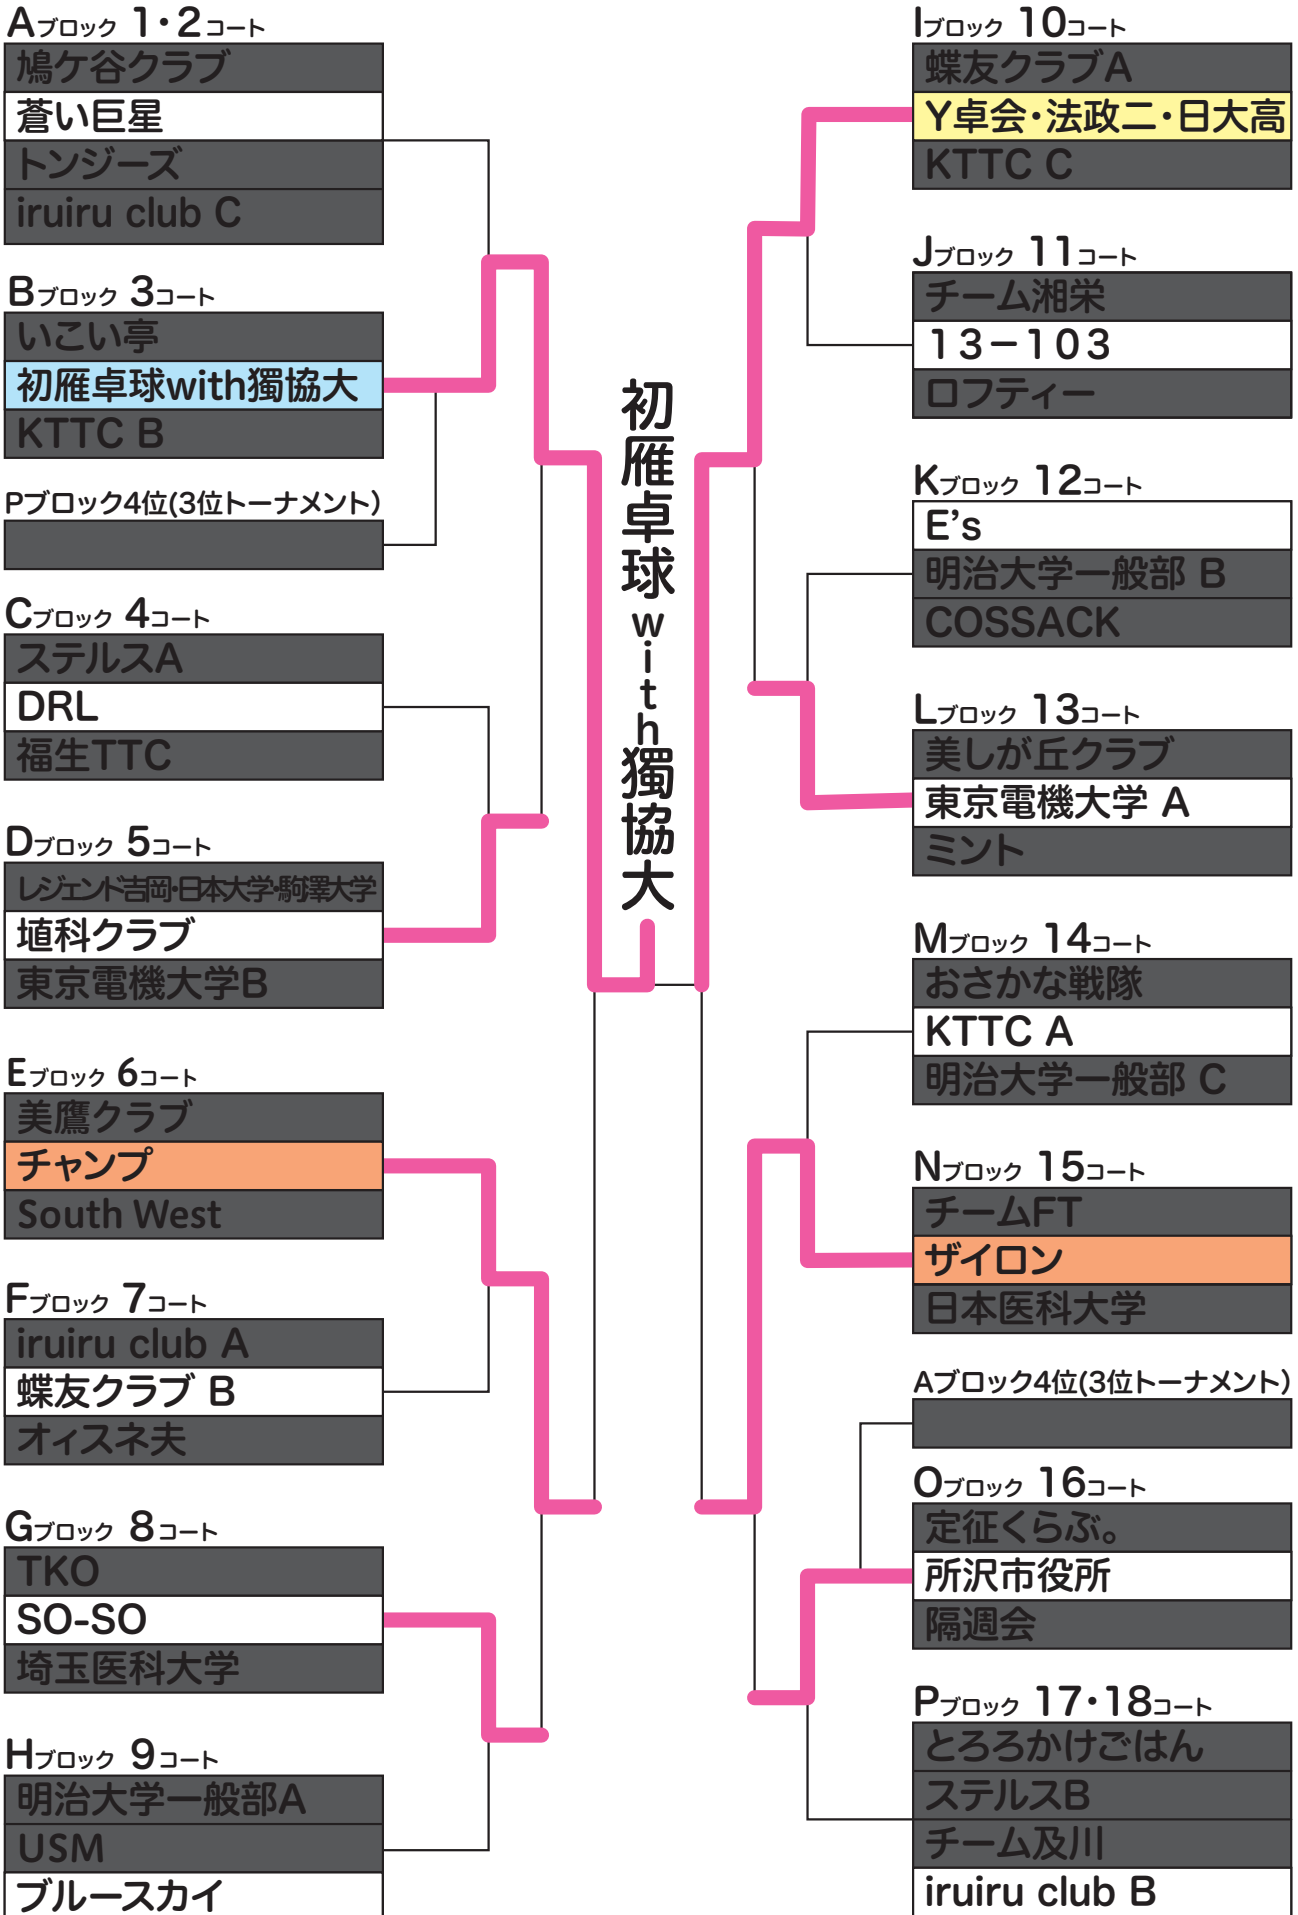 Aブロック 1・2コート
鳩ケ谷クラブ
蒼い巨星
トンジーズ
iruiru club C
Bブロック 3コート
いこい亭
初雁卓球with獨協大
KTTC B
Pブロック4位(3位トーナメント)
Cブロック 4コート
ステルスA
DRL
福生TTC
Dブロック 5コート
レジェンド吉岡・日本大学・駒澤大学
埴科クラブ
東京電機大学B
Eブロック 6コート
美鷹クラブ
チャンプ
South West
Fブロック 7コート
iruiru club A
蝶友クラブ B
オイスネ夫
Gブロック 8コート
TKO
SO-SO
埼玉医科大学
Hブロック 9コート
明治大学一般部A
USM
ブルースカイ
初雁卓球with獨協大
Iブロック 10コート
蝶友クラブA
Y卓会・法政二・日大高
KTTC C
Jブロック 11コート
チーム湘栄
13－103
ロフティー
Kブロック 12コート
E’s
明治大学一般部 B
COSSACK
Lブロック 13コート
美しが丘クラブ
東京電機大学 A
ミント
Mブロック 14コート
おさかな戦隊
KTTC A
明治大学一般部 C
Nブロック 15コート
チームFT
ザイロン
日本医科大学
Aブロック4位(3位トーナメント)
Oブロック 16コート
定征くらぶ。
所沢市役所
隔週会
Pブロック 17・18コート
とろろかけごはん
ステルスB
チーム及川
iruiru club B